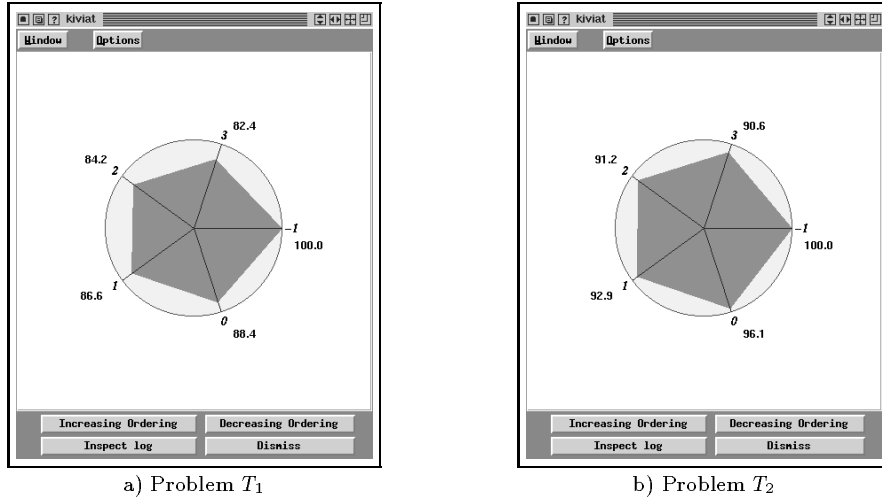 ? kiviat
Window Options
82.4
3
84.2
2
-1
100.0
1
86.6
0
88.4
Increasing Ordering Decreasing Ordering
Inspect log Dismiss
a) Problem T1
? kiviat
Window Options
90.6
3
91.2
2
-1
100.0
1
92.9
0
96.1
Increasing Ordering Decreasing Ordering
Inspect log Dismiss
b) Problem T2